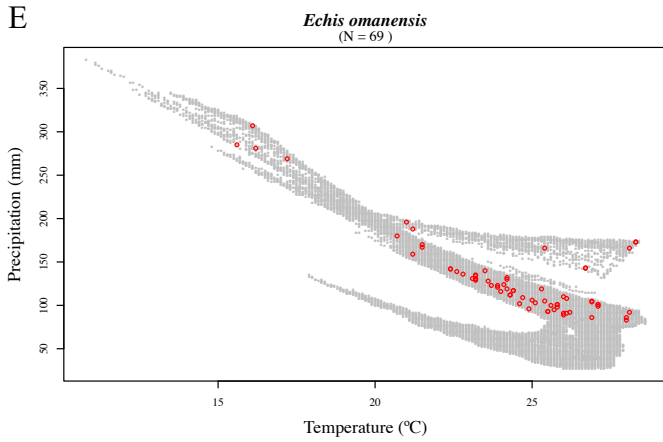 E
Echis omanensis
(N = 69 )
Precipitation (mm)
350
300
250
200
150
100
50
15
20
25
Temperature (ºC)